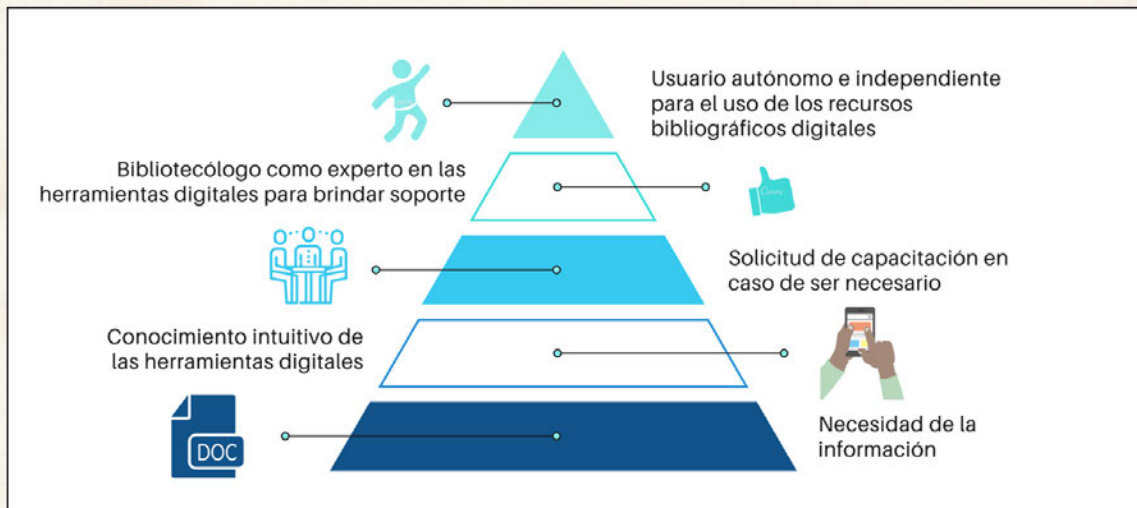 Usuario autónomo e independiente
para el uso de los recursos
bibliográficos digitales
Bibliotecólogo como experto en las
herramientas digitales para brindar soporte
Solicitud de capacitación en
caso de ser necesario
Conocimiento intuitivo de
las herramientas digitales
DOC
Necesidad de la
información